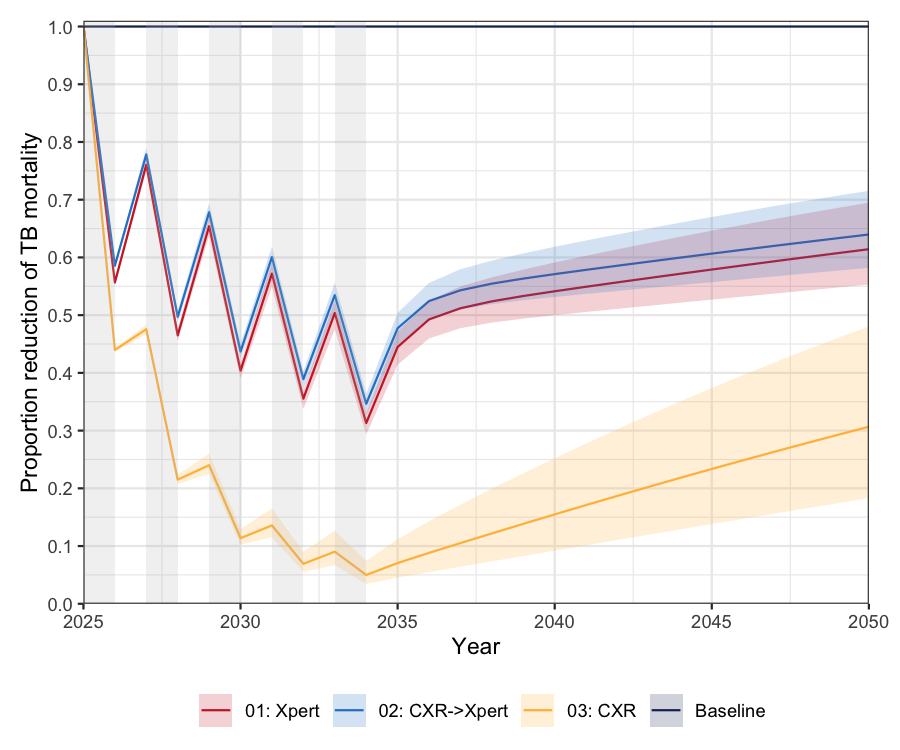 Proportion reduction of TB mortality
1.0
0.9
0.8
0.7
0.6
0.5
0.4
0.3
0.2
0.1
0.0
2025 2030 2035 2040 2045 2050
Year
01: Xpert 02: CXR->Xpert 03: CXR Baseline